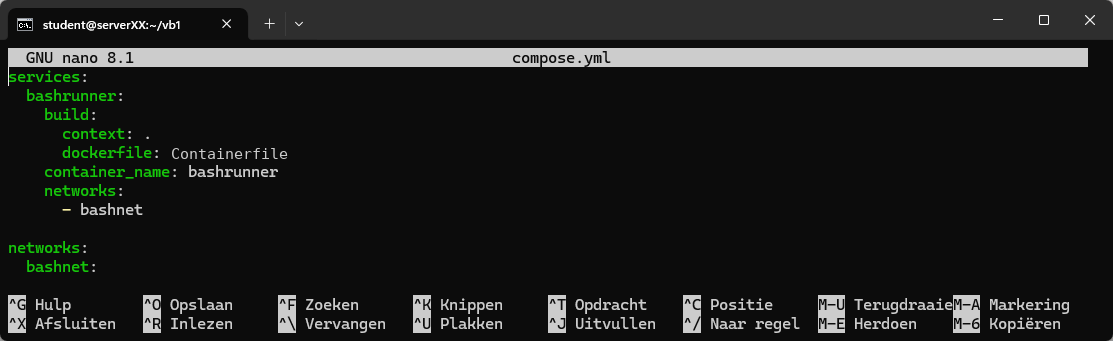 student@serverXX:~/vb1
GNU nano 8.1 compose.yml
services:
  bashrunner:
    build:
      context: .
      dockerfile: Containerfile
    container_name: bashrunner
    networks:
      - bashnet

networks:
  bashnet:

^G Hulp ^O Opslaan ^F Zoeken ^K Knippen ^T Opdracht ^C Positie M-U Terugdraaie M-A Markering
^X Afsluiten ^R Inlezen ^\ Vervangen ^U Plakken ^J Uitvullen ^/ Naar regel M-E Herdoen M-6 Kopiëren